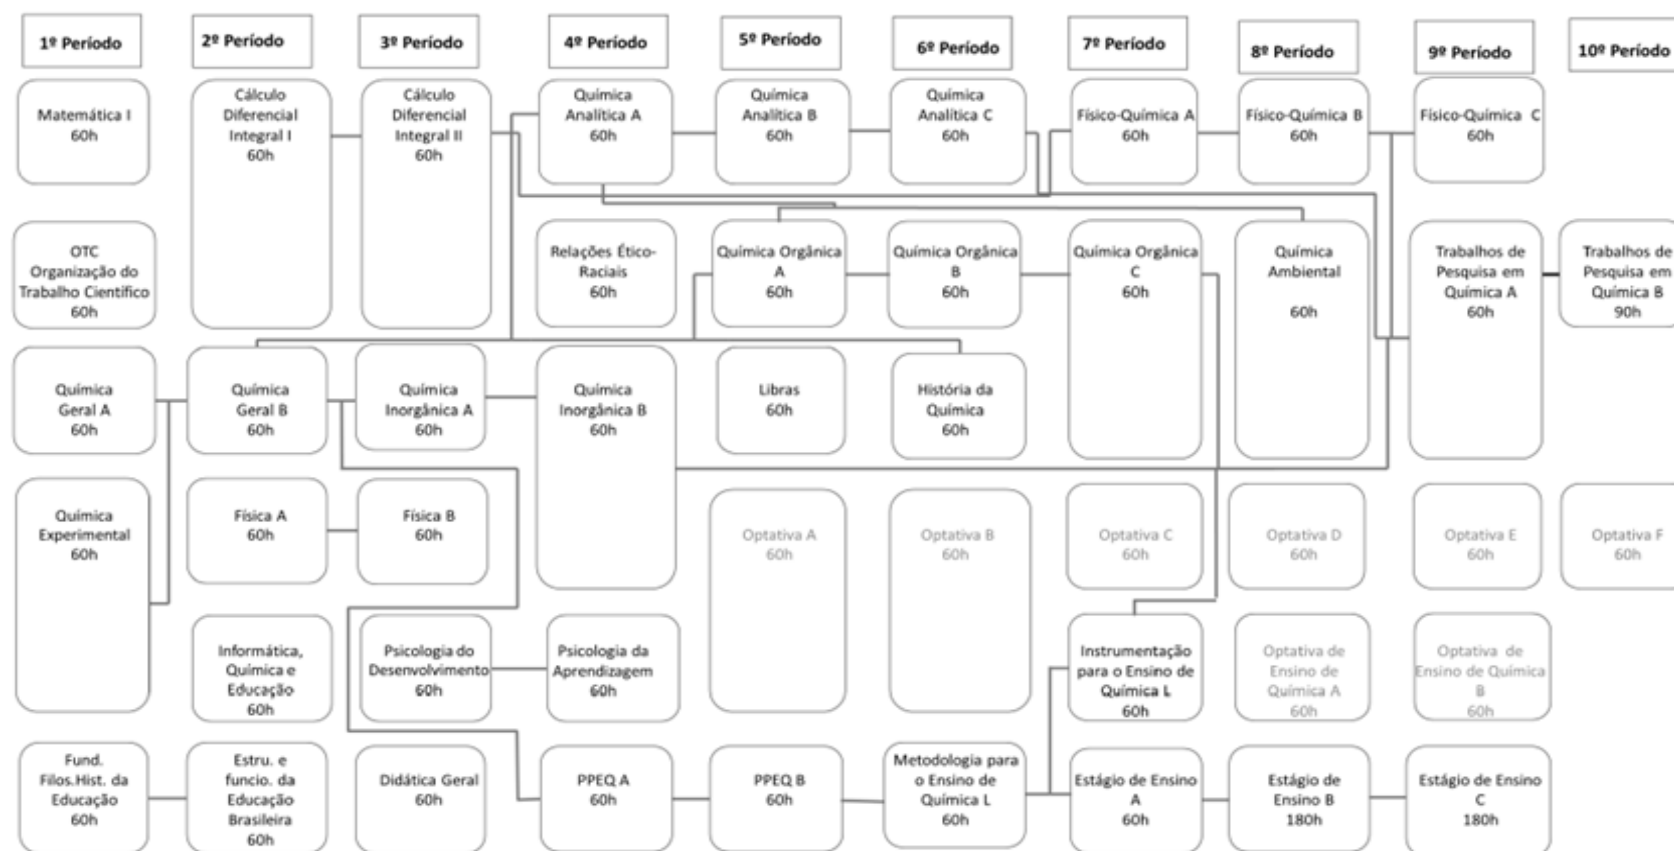 1º Período
2º Período
3º Período
4º Período
5º Período
6º Período
7º Período
8º Período
9º Período
10º Período
Matemática I
60h
Cálculo
Diferencial
Integral I
60h
Cálculo
Diferencial
Integral II
60h
Química
Analítica A
60h
Química
Analítica B
60h
Química
Analítica C
60h
Físico-Química A
60h
Físico-Química B
60h
Físico-Química C
60h
OTC
Organização do
Trabalho Científico
60h
Relações Ético-
Raciais
60h
Química Orgânica
A
60h
Química Orgânica
B
60h
Química Orgânica
C
60h
Química
Ambiental
60h
Trabalhos de
Pesquisa em
Química A
60h
Trabalhos de
Pesquisa em
Química B
90h
Química
Geral A
60h
Química
Geral B
60h
Química
Inorgânica A
60h
Química
Inorgânica B
60h
Libras
60h
História da
Química
60h
Química
Experimental
60h
Física A
60h
Física B
60h
Optativa A
60h
Optativa B
60h
Optativa C
60h
Optativa D
60h
Optativa E
60h
Optativa F
60h
Informática,
Química e
Educação
60h
Psicologia do
Desenvolvimento
60h
Psicologia da
Aprendizagem
60h
Instrumentação
para o Ensino de
Química L
60h
Optativa de
Ensino de
Química A
60h
Optativa de
Ensino de Química
B
60h
Fund.
Filos.Hist. da
Educação
60h
Estru. e
funcio. da
Educação
Brasileira
60h
Didática Geral
60h
PPEQ A
60h
PPEQ B
60h
Metodologia para
o Ensino de
Química L
60h
Estágio de Ensino
A
60h
Estágio de
Ensino B
180h
Estágio de Ensino
C
180h